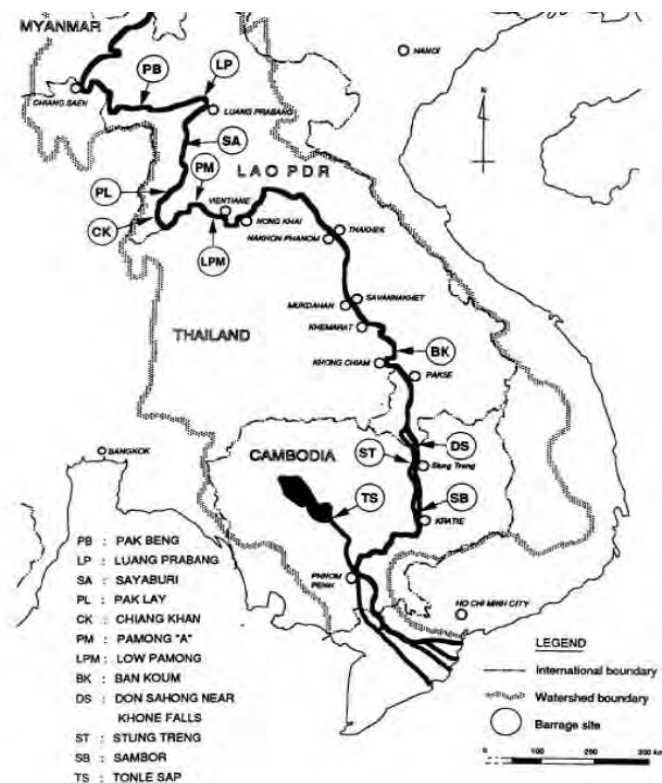 MYANMAR
HANOI
PB
LP
CHIANG SAEN
LUANG PRABANG
N
SA
PM
LAO PDR
PL
VIENTIANE
CK
NONG KHAI
THAKHEK
NAKHON PHANOM
LPM
SAVANNAKHET
MUKDAHAN
KHEMARAT
THAILAND
BK
KHONG CHIAM
PAKSE
BANGKOK
CAMBODIA
ST
DS
Stung Treng
TS
SB
KRATIE
PHNOM
PENH
HO CHI MINH CITY
PB : PAK BENG
LP : LUANG PRABANG
SA : SAYABURI
PL : PAK LAY
CK : CHIANG KHAN
PM : PAMONG "A"
LPM : LOW PAMONG
BK : BAN KOUM
DS : DON SAHONG NEAR
KHONE FALLS
ST : STUNG TRENG
SB : SAMBOR
TS : TONLE SAP
LEGEND
International boundary
Watershed boundary
Barrage site
0 100 200 300 km